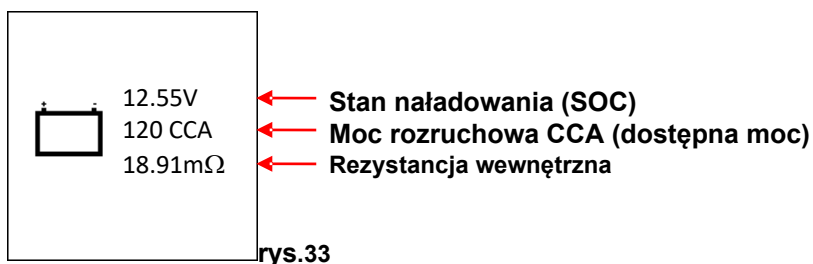 12.55V Stan naładowania (SOC)
120 CCA Moc rozruchowa CCA (dostępna moc)
18.91mΩ Rezystancja wewnętrzna
rys.33